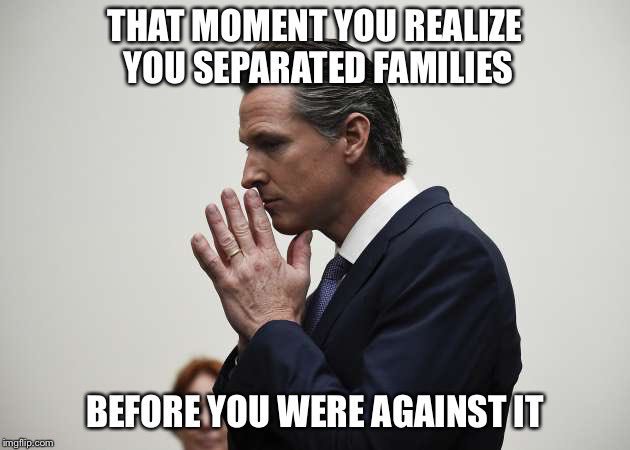 THAT MOMENT YOU REALIZE
YOU SEPARATED FAMILIES
BEFORE YOU WERE AGAINST IT
imgflip.com